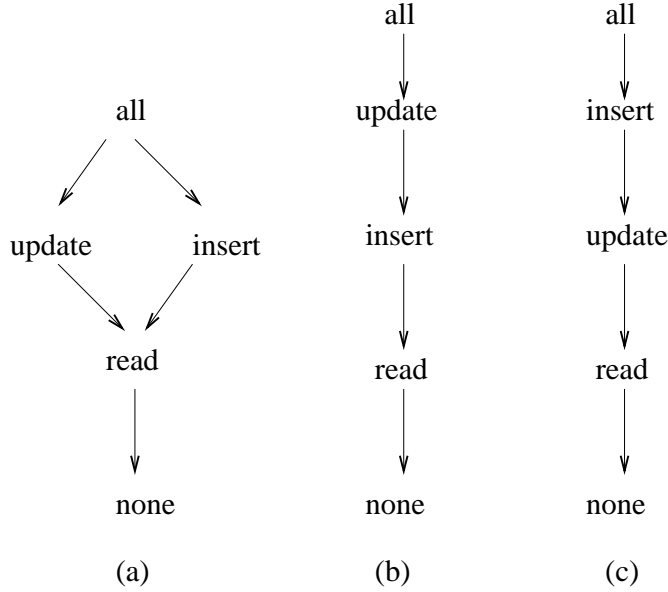 all
update insert
read
none
(a)
all
update
insert
read
none
(b)
all
insert
update
read
none
(c)